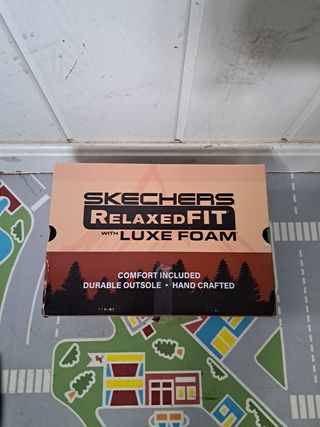 SKECHERS
RELAXED FIT
WITH LUXE FOAM
COMFORT INCLUDED
DURABLE OUTSOLE • HAND CRAFTED